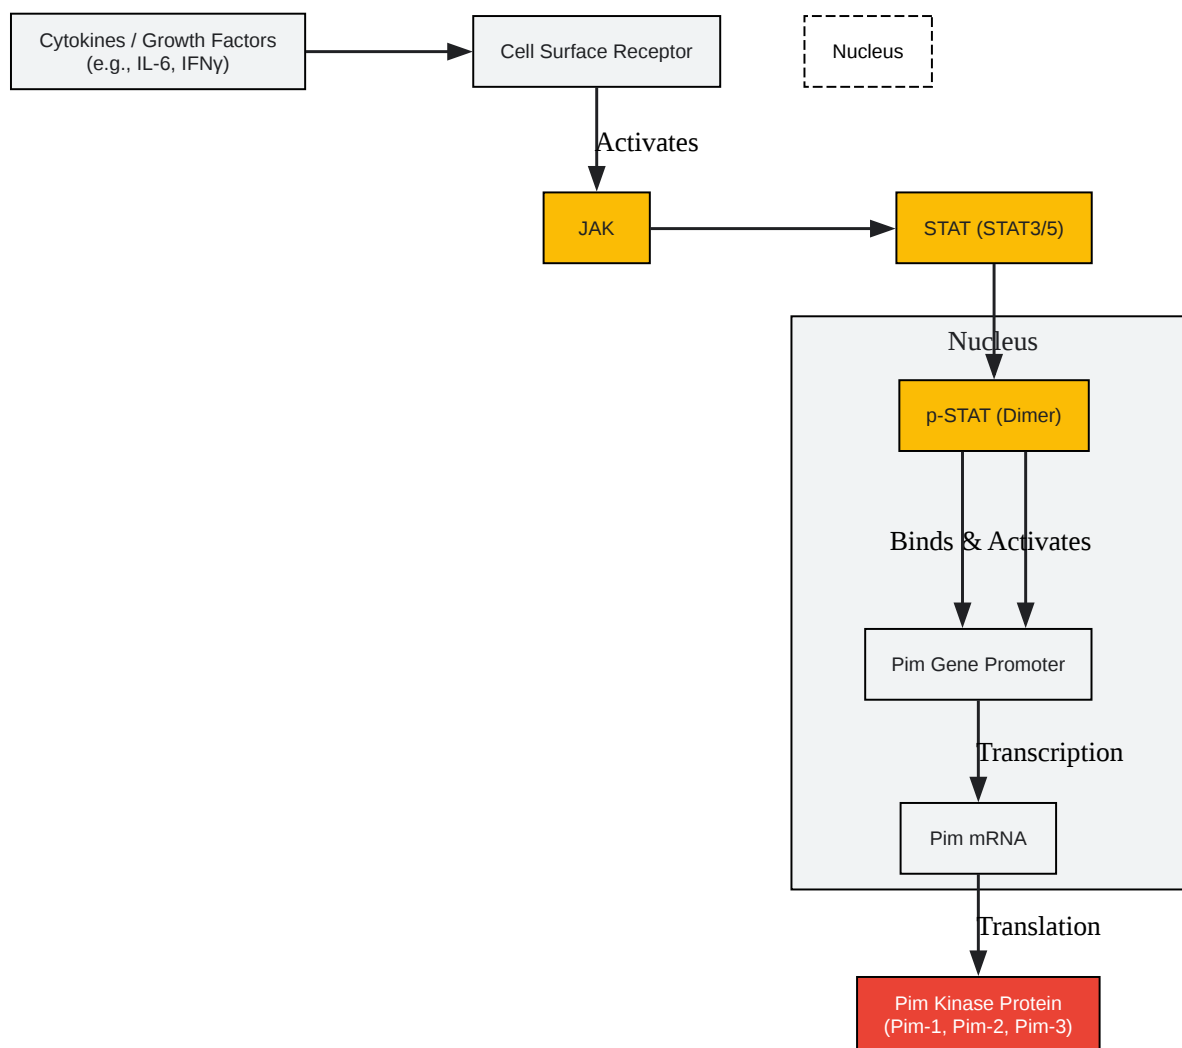 Cytokines / Growth Factors
(e.g., IL-6, IFNγ)
Cell Surface Receptor
Nucleus
Activates
JAK
STAT (STAT3/5)
Nucleus
p-STAT (Dimer)
Binds & Activates
Pim Gene Promoter
Transcription
Pim mRNA
Translation
Pim Kinase Protein
(Pim-1, Pim-2, Pim-3)